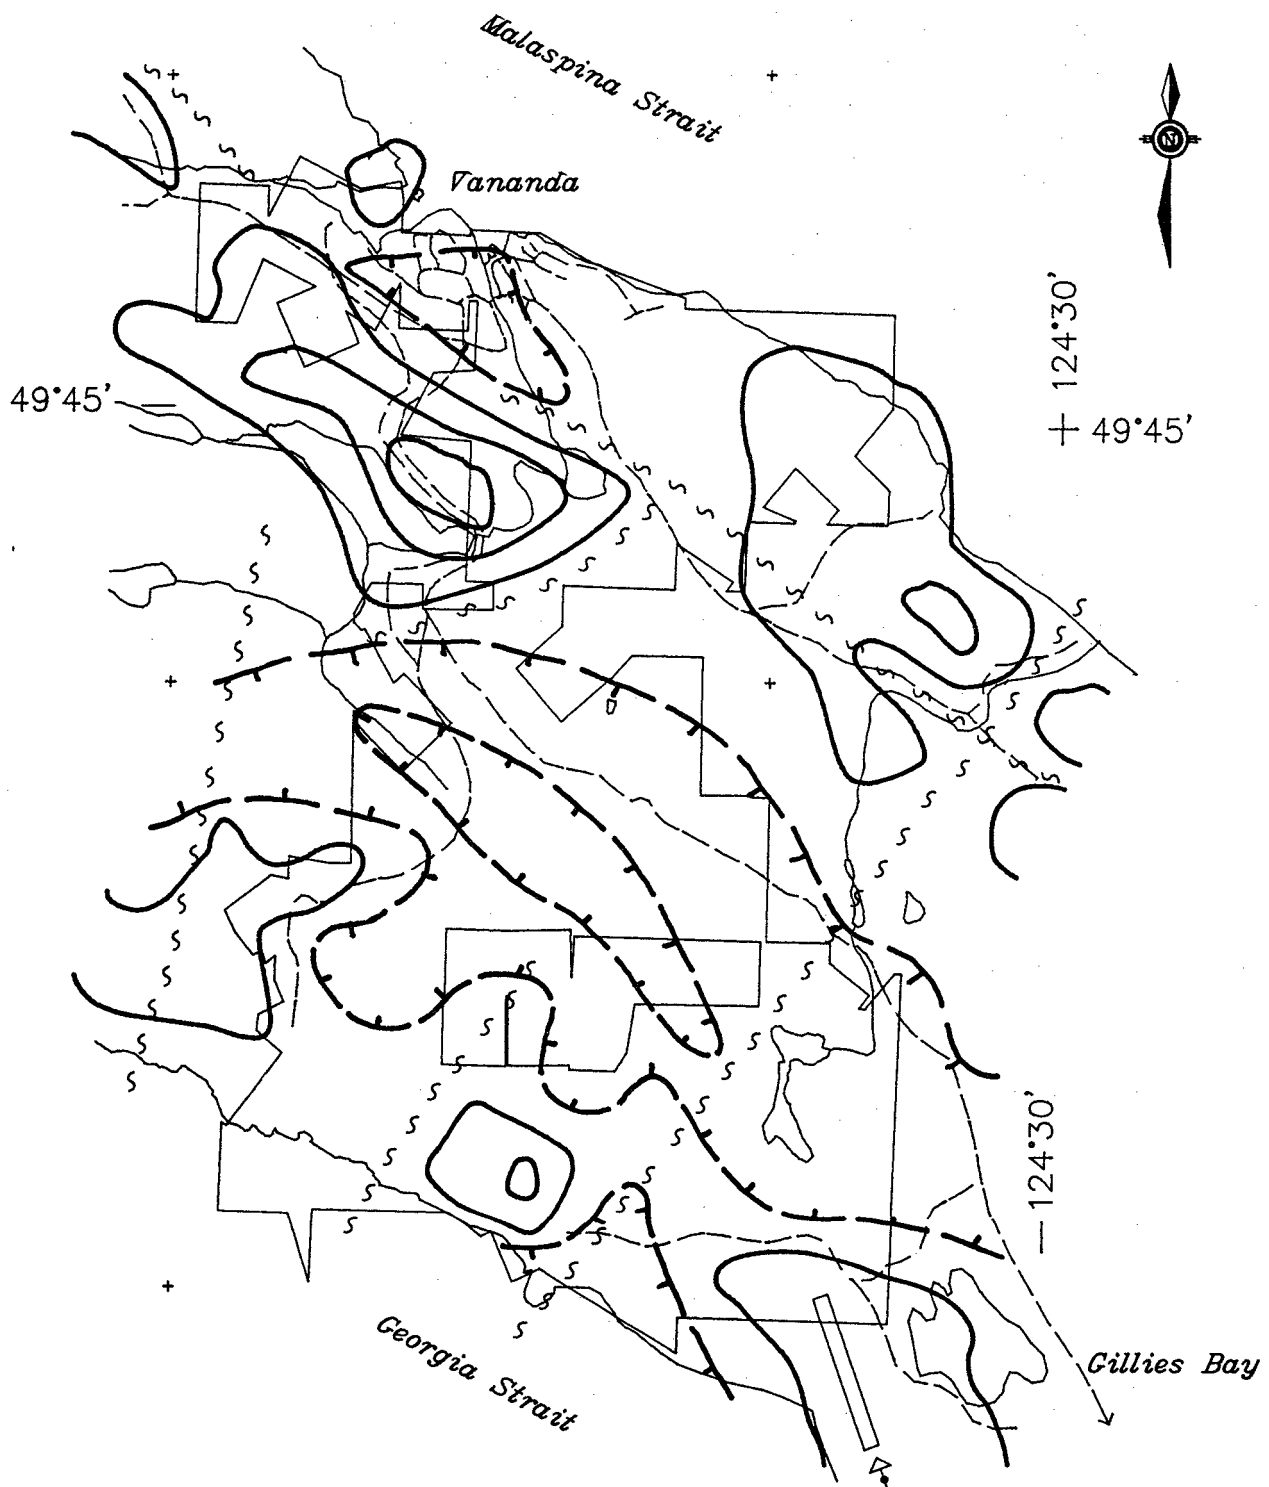 Malaspina Strait
N
Vananda
124°30'
49°45'
49°45'
124°30'
Georgia Strait
Gillies Bay